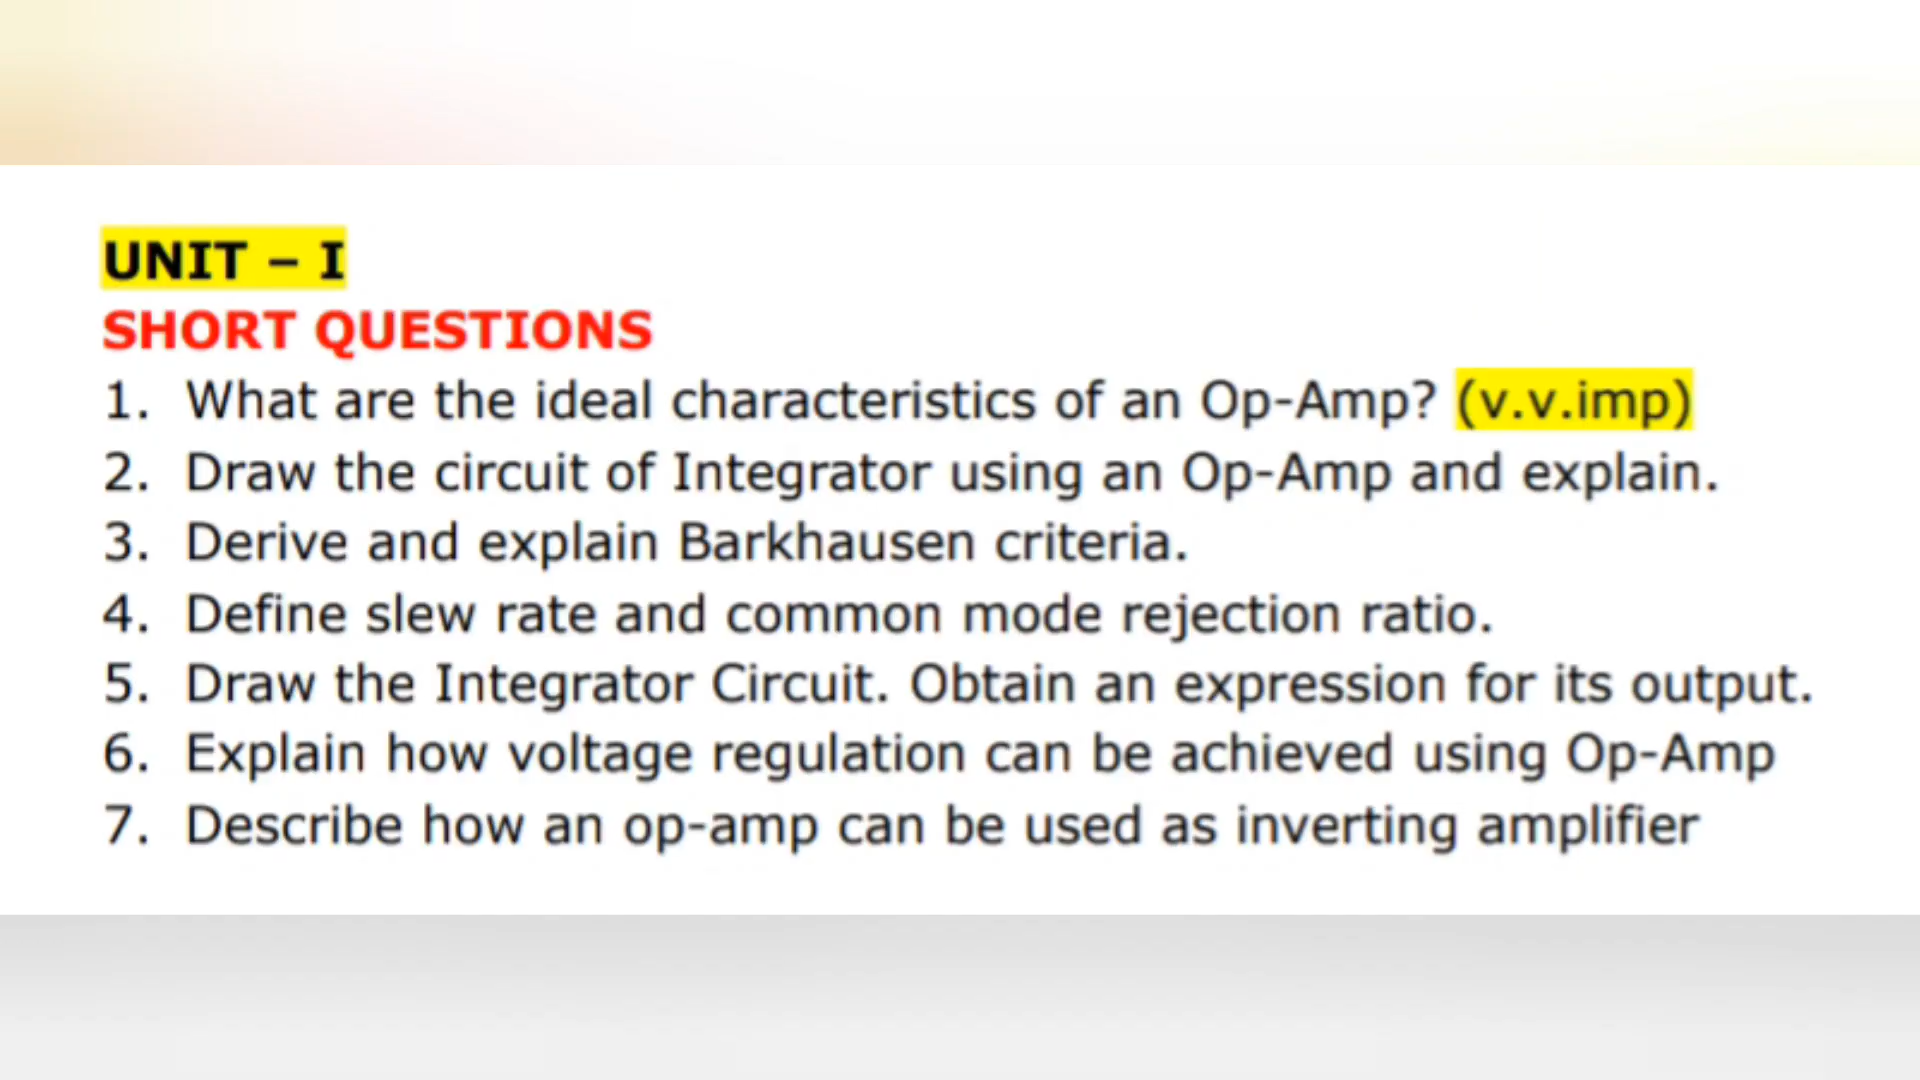 UNIT – I
SHORT QUESTIONS
1. What are the ideal characteristics of an Op-Amp? (v.v.imp)
2. Draw the circuit of Integrator using an Op-Amp and explain.
3. Derive and explain Barkhausen criteria.
4. Define slew rate and common mode rejection ratio.
5. Draw the Integrator Circuit. Obtain an expression for its output.
6. Explain how voltage regulation can be achieved using Op-Amp
7. Describe how an op-amp can be used as inverting amplifier